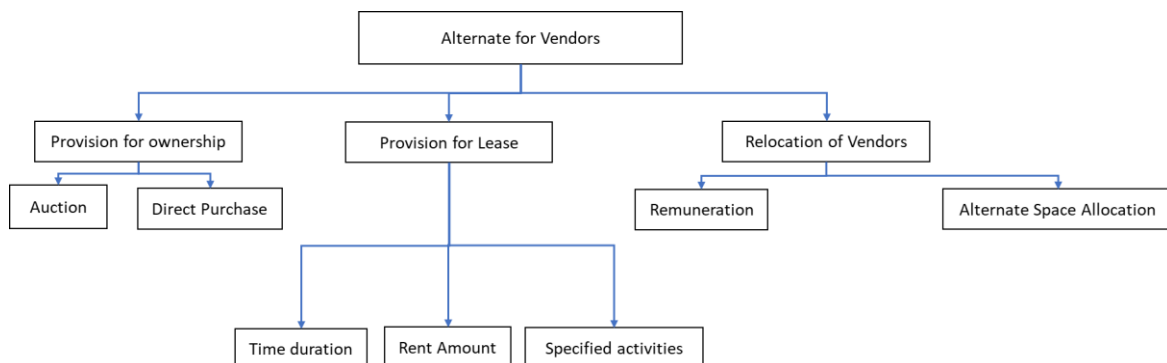 Alternate for Vendors
Provision for ownership
Provision for Lease
Relocation of Vendors
Auction
Direct Purchase
Remuneration
Alternate Space Allocation
Time duration
Rent Amount
Specified activities